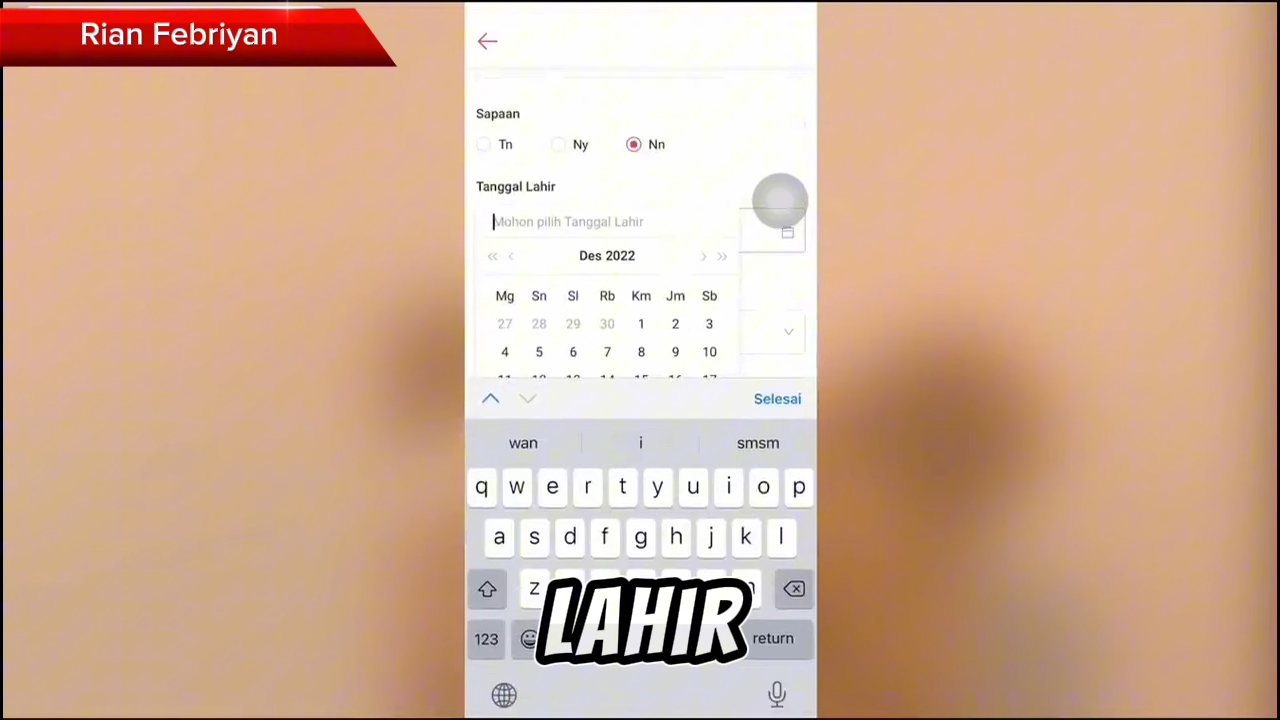 Rian Febriyan
Sapaan
Tn Ny Nn
Tanggal Lahir
Mohon pilih Tanggal Lahir
« ‹ Des 2022 › »
Mg Sn Sl Rb Km Jm Sb
27 28 29 30 1 2 3
4 5 6 7 8 9 10
Selesai
wan i smsm
q w e r t y u i o p
a s d f g h j k l
z
LAHIR
123 return